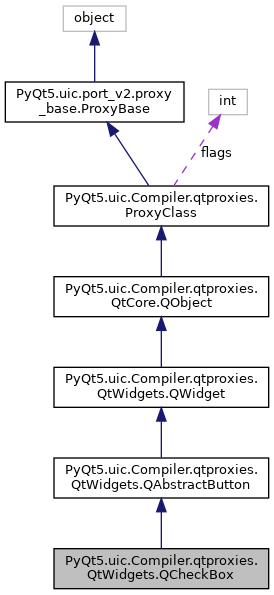 object
PyQt5.uic.port_v2.proxy
_base.ProxyBase
int
flags
PyQt5.uic.Compiler.qtproxies.
ProxyClass
PyQt5.uic.Compiler.qtproxies.
QtCore.QObject
PyQt5.uic.Compiler.qtproxies.
QtWidgets.QWidget
PyQt5.uic.Compiler.qtproxies.
QtWidgets.QAbstractButton
PyQt5.uic.Compiler.qtproxies.
QtWidgets.QCheckBox